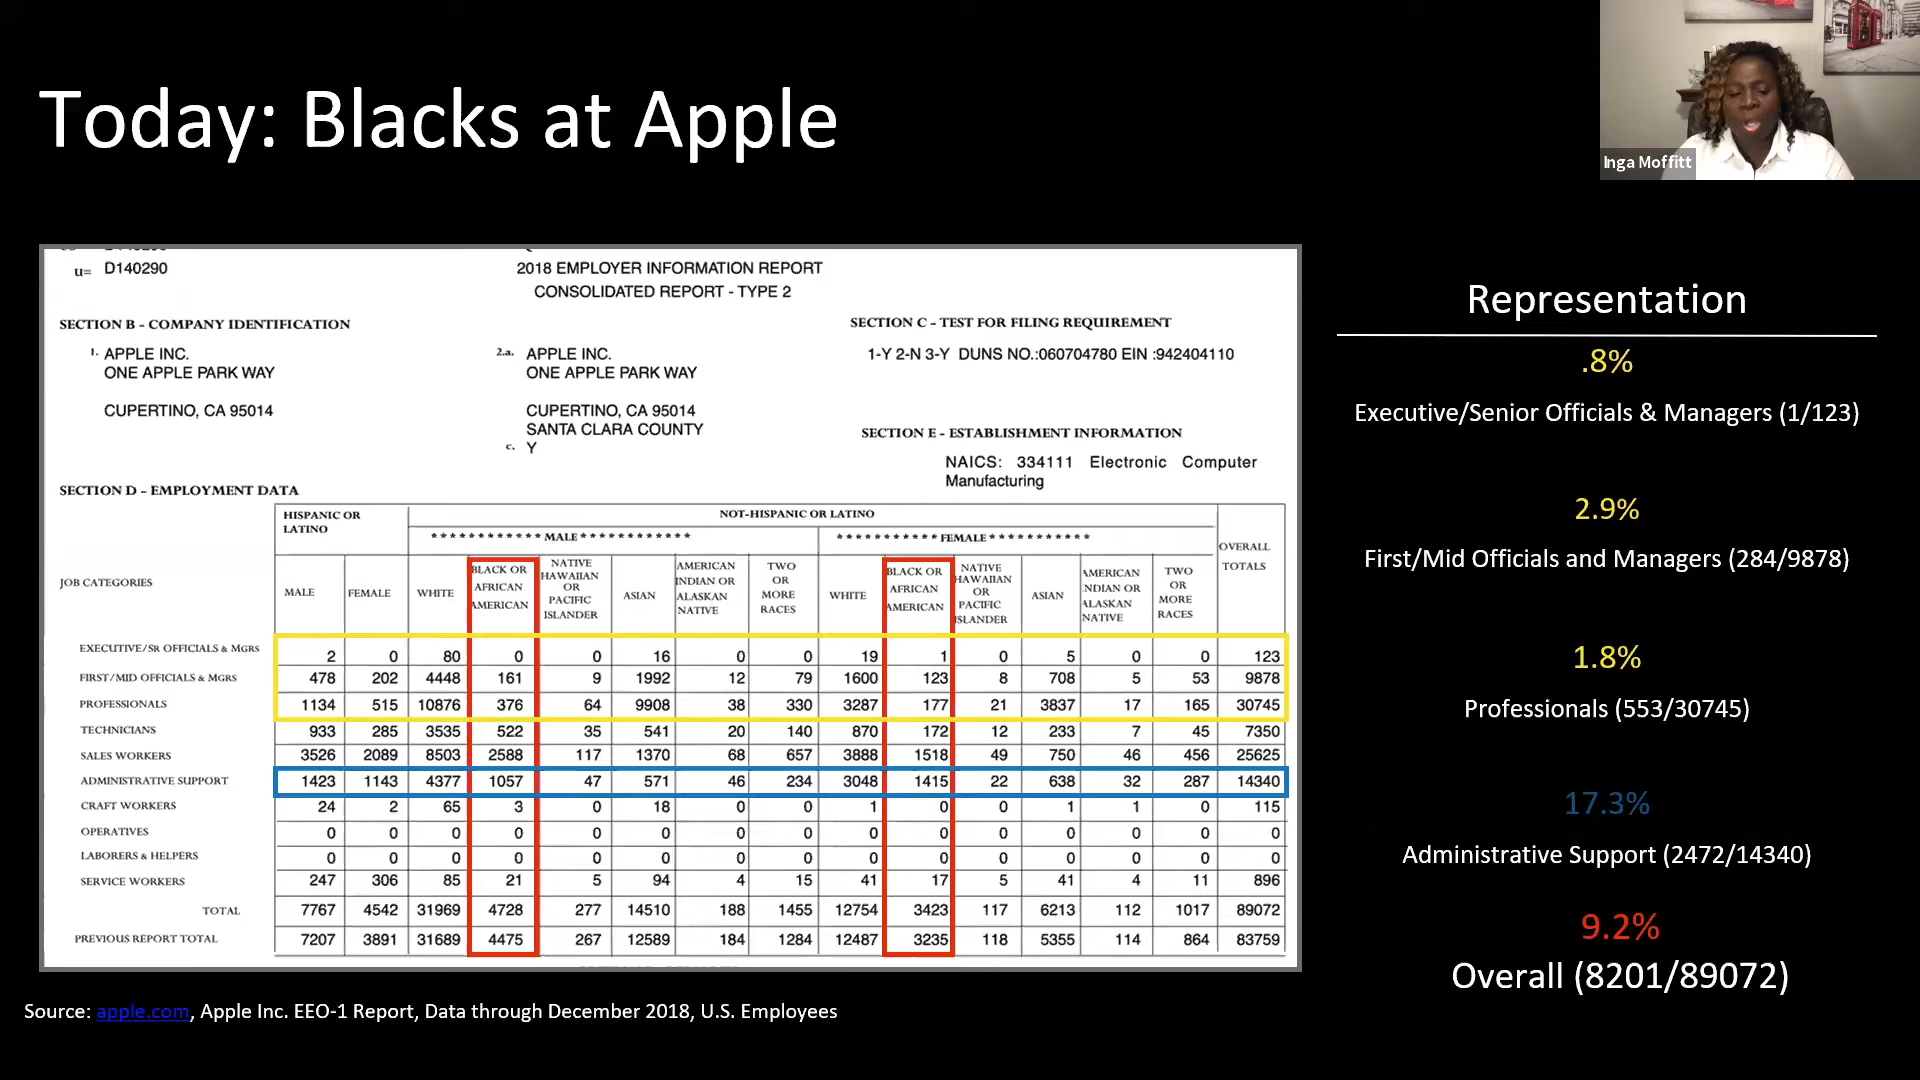 Today: Blacks at Apple
Inga Moffitt
u= D140290
2018 EMPLOYER INFORMATION REPORT
CONSOLIDATED REPORT - TYPE 2
SECTION B - COMPANY IDENTIFICATION
SECTION C - TEST FOR FILING REQUIREMENT
1. APPLE INC.
ONE APPLE PARK WAY
CUPERTINO, CA 95014
2.a. APPLE INC.
ONE APPLE PARK WAY
CUPERTINO, CA 95014
SANTA CLARA COUNTY
c. Y
1-Y 2-N 3-Y DUNS NO.:060704780 EIN :942404110
SECTION E - ESTABLISHMENT INFORMATION
NAICS: 334111 Electronic Computer
Manufacturing
SECTION D - EMPLOYMENT DATA
HISPANIC OR
LATINO
NOT-HISPANIC OR LATINO
* * * * * * * * * * * * MALE * * * * * * * * * * * *
* * * * * * * * * * * FEMALE * * * * * * * * * * *
OVERALL
TOTALS
JOB CATEGORIES
MALE
FEMALE
WHITE
BLACK OR
AFRICAN
AMERICAN
NATIVE
HAWAIIAN
OR
PACIFIC
ISLANDER
ASIAN
AMERICAN
INDIAN OR
ALASKAN
NATIVE
TWO
OR
MORE
RACES
WHITE
BLACK OR
AFRICAN
AMERICAN
NATIVE
HAWAIIAN
OR
PACIFIC
ISLANDER
ASIAN
AMERICAN
INDIAN OR
ALASKAN
NATIVE
TWO
OR
MORE
RACES
EXECUTIVE/SR OFFICIALS & MGRS 2 0 80 0 0 16 0 0 19 1 0 5 0 0 123
FIRST/MID OFFICIALS & MGRS 478 202 4448 161 9 1992 12 79 1600 123 8 708 5 53 9878
PROFESSIONALS 1134 515 10876 376 64 9908 38 330 3287 177 21 3837 17 165 30745
TECHNICIANS 933 285 3535 522 35 541 20 140 870 172 12 233 7 45 7350
SALES WORKERS 3526 2089 8503 2588 117 1370 68 657 3888 1518 49 750 46 456 25625
ADMINISTRATIVE SUPPORT 1423 1143 4377 1057 47 571 46 234 3048 1415 22 638 32 287 14340
CRAFT WORKERS 24 2 65 3 0 18 0 0 1 0 0 1 1 0 115
OPERATIVES 0 0 0 0 0 0 0 0 0 0 0 0 0 0 0
LABORERS & HELPERS 0 0 0 0 0 0 0 0 0 0 0 0 0 0 0
SERVICE WORKERS 247 306 85 21 5 94 4 15 41 17 5 41 4 11 896
TOTAL 7767 4542 31969 4728 277 14510 188 1455 12754 3423 117 6213 112 1017 89072
PREVIOUS REPORT TOTAL 7207 3891 31689 4475 267 12589 184 1284 12487 3235 118 5355 114 864 83759
Representation
.8%
Executive/Senior Officials & Managers (1/123)
2.9%
First/Mid Officials and Managers (284/9878)
1.8%
Professionals (553/30745)
17.3%
Administrative Support (2472/14340)
9.2%
Overall (8201/89072)
Source: apple.com, Apple Inc. EEO-1 Report, Data through December 2018, U.S. Employees